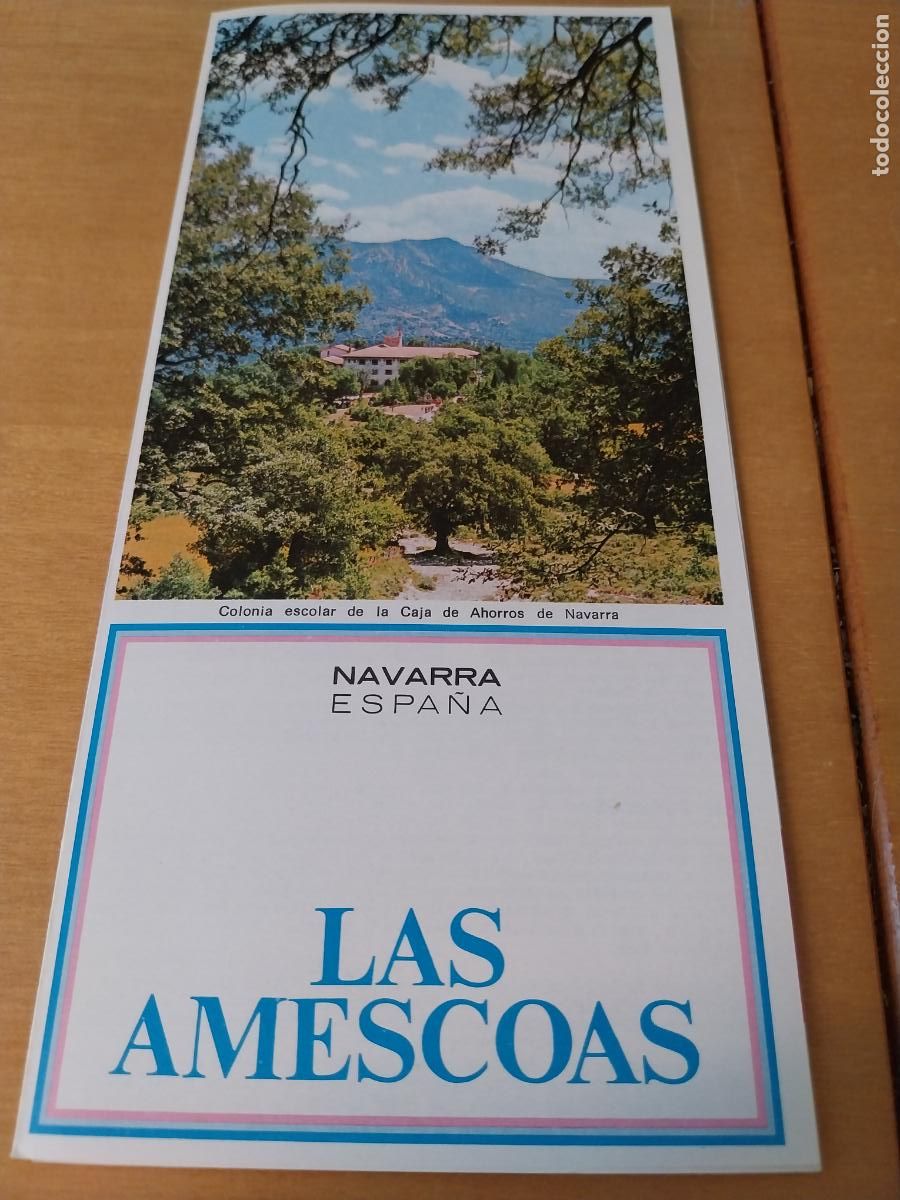 todocoleccion
Colonia escolar de la Caja de Ahorros de Navarra
NAVARRA
ESPAÑA
LAS
AMESCOAS